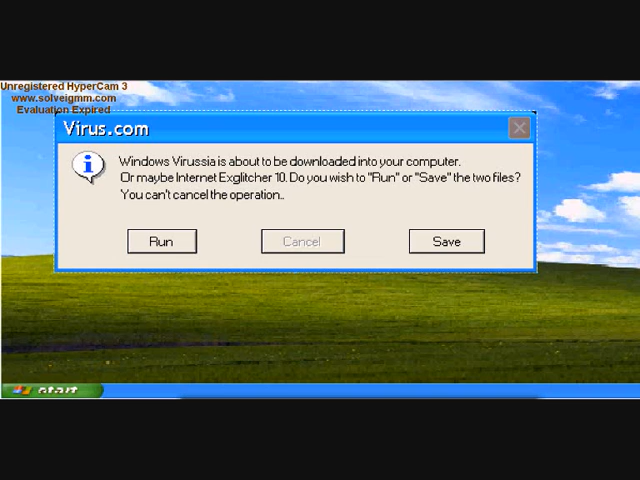 Unregistered HyperCam 3
www.solveigmm.com
Evaluation Expired
Virus.com
Windows Virussia is about to be downloaded into your computer.
Or maybe Internet Exglitcher 10. Do you wish to "Run" or "Save" the two files?
You can't cancel the operation..
Run
Cancel
Save
start